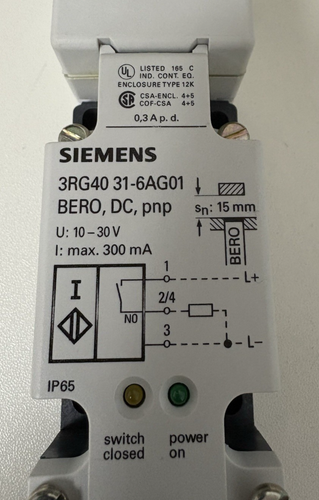 UL LISTED 165 C
IND. CONT. EQ.
ENCLOSURE TYPE 12K
CSA-ENCL. 4+5
COF-CSA 4+5
0,3 A p. d.
SIEMENS
3RG40 31-6AG01
BERO, DC, pnp
sn: 15 mm
U: 10 – 30 V
I: max. 300 mA
BERO
I
1
L+
2/4
NO
3
L–
IP65
switch closed
power on